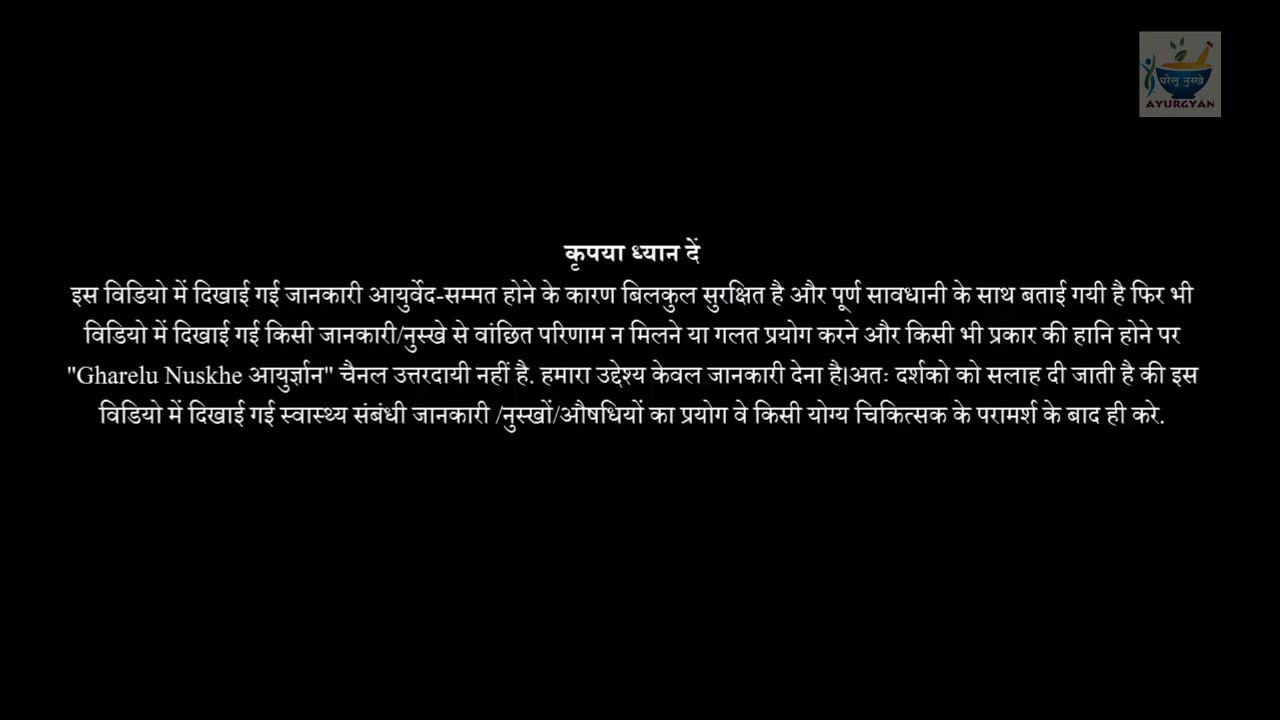 घरेलू नुस्खे
AYURGYAN
कृपया ध्यान दें
इस विडियो में दिखाई गई जानकारी आयुर्वेद-सम्मत होने के कारण बिलकुल सुरक्षित है और पूर्ण सावधानी के साथ बताई गयी है फिर भी
विडियो में दिखाई गई किसी जानकारी/नुस्खे से वांछित परिणाम न मिलने या गलत प्रयोग करने और किसी भी प्रकार की हानि होने पर
"Gharelu Nuskhe आयुर्ज्ञान" चैनल उत्तरदायी नहीं है. हमारा उद्देश्य केवल जानकारी देना है|अतः दर्शको को सलाह दी जाती है की इस
विडियो में दिखाई गई स्वास्थ्य संबंधी जानकारी /नुस्खों/औषधियों का प्रयोग वे किसी योग्य चिकित्सक के परामर्श के बाद ही करे.